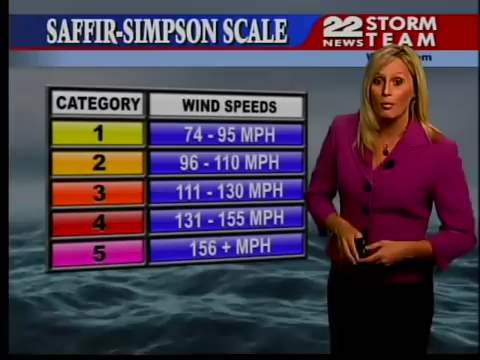 SAFFIR-SIMPSON SCALE
22 NEWS STORM TEAM
CATEGORY WIND SPEEDS
1 74 - 95 MPH
2 96 - 110 MPH
3 111 - 130 MPH
4 131 - 155 MPH
5 156 + MPH